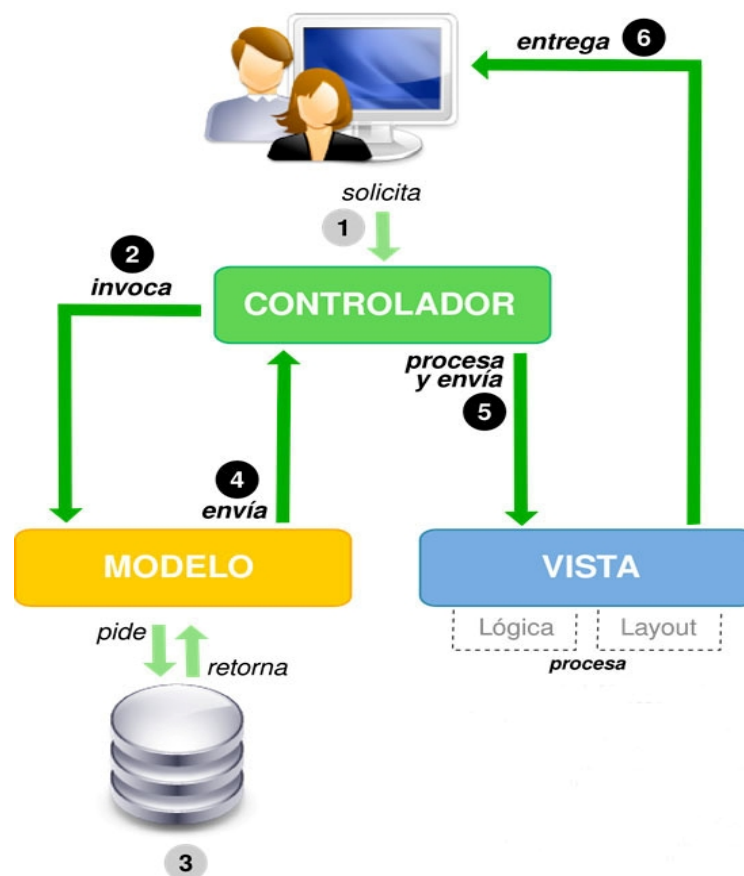 entrega 6
solicita
1
2
invoca
CONTROLADOR
procesa
y envía
5
4
envía
MODELO
VISTA
pide
retorna
Lógica
Layout
procesa
3